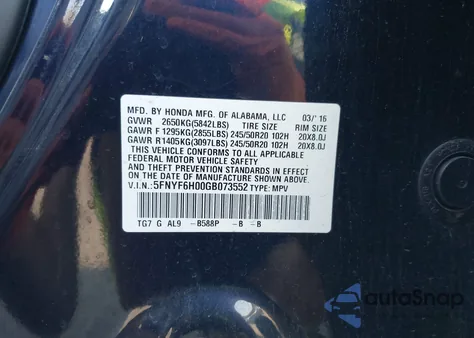 MFD. BY HONDA MFG. OF ALABAMA, LLC 03/'16
GVWR 2650KG(5842LBS) TIRE SIZE RIM SIZE
GAWR F 1295KG(2855LBS) 245/50R20 102H 20X8.0J
GAWR R 1405KG(3097LBS) 245/50R20 102H 20X8.0J
THIS VEHICLE CONFORMS TO ALL APPLICABLE
FEDERAL MOTOR VEHICLE SAFETY AND
THEFT PREVENTION STANDARDS IN EFFECT ON
THE DATE OF MANUFACTURE SHOWN ABOVE.
V.I.N.: 5FNYF6H00GB073552 TYPE: MPV
TG7 G AL9 -B588P -B -B
autoSnap